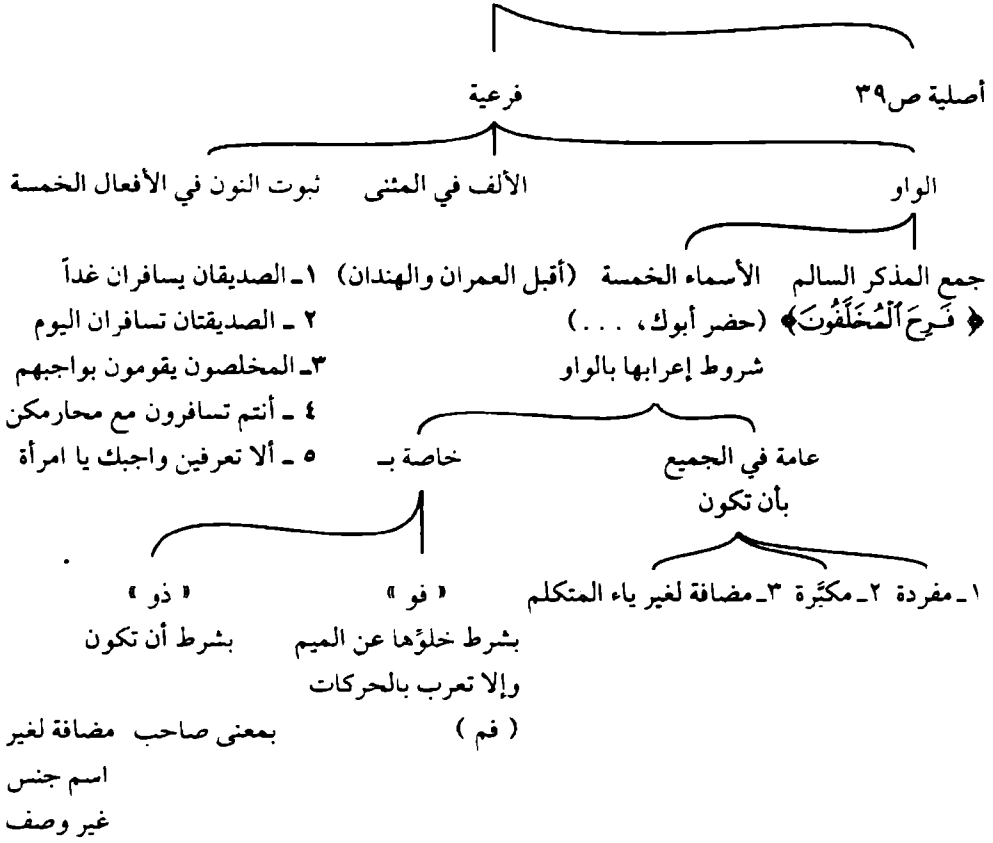 أصلية ص٣٩ فرعية
الواو الألف في المثنى ثبوت النون في الأفعال الخمسة
جمع المذكر السالم الأسماء الخمسة (أقبل العمران والهندان) ١ـ الصديقان يسافران غداً
﴿ فَرِحَ ٱلْمُخَلَّفُونَ﴾ (حضر أبوك، ...) ٢ ـ الصديقتان تسافران اليوم
شروط إعرابها بالواو ٣ـ المخلصون يقومون بواجبهم
٤ ـ أنتم تسافرون مع محارمكن
عامة في الجميع خاصة بـ ٥ ـ ألا تعرفين واجبك يا امرأة
بأن تكون
١ـ مفردة ٢ـ مكبَّرة ٣ـ مضافة لغير ياء المتكلم « فو » « ذو »
بشرط خلوِّها عن الميم بشرط أن تكون
وإلا تعرب بالحركات
( فم ) بمعنى صاحب مضافة لغير
اسم جنس
غير وصف